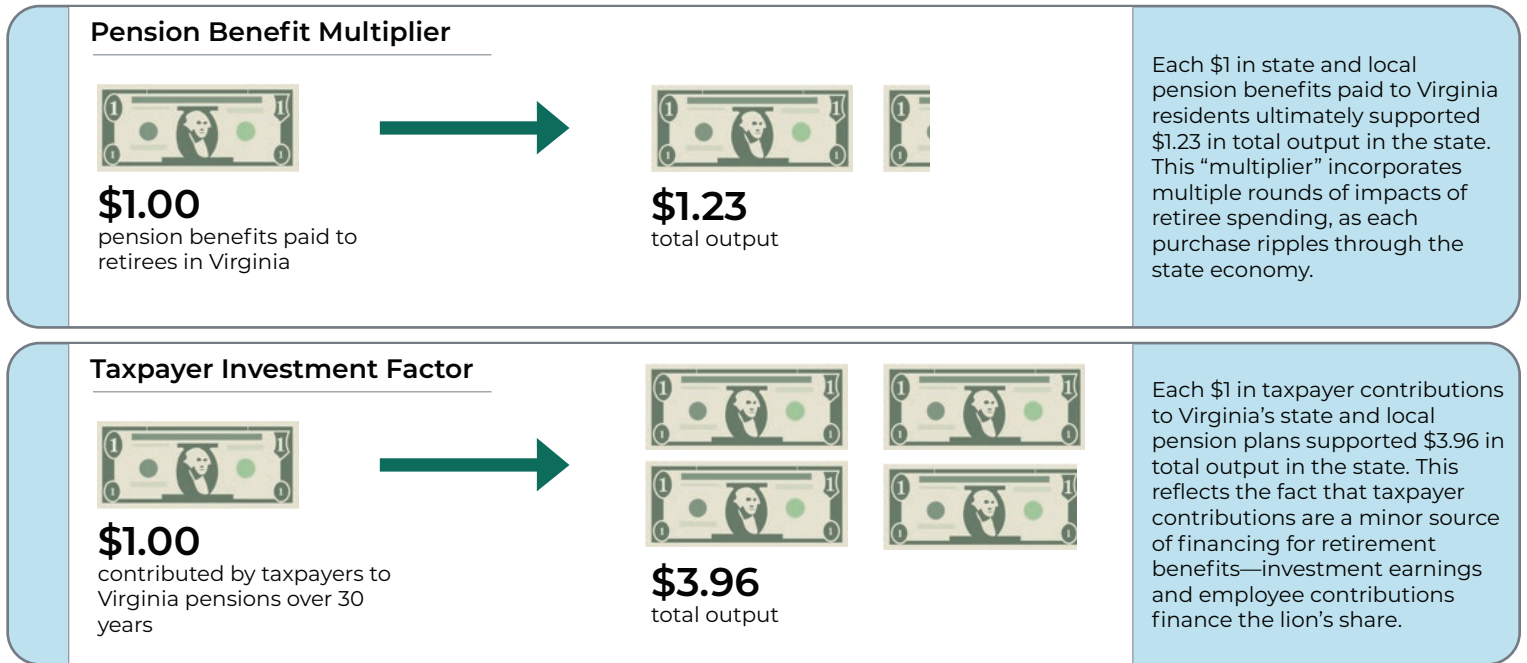 Pension Benefit Multiplier
$1.00
pension benefits paid to
retirees in Virginia
$1.23
total output
Each $1 in state and local
pension benefits paid to Virginia
residents ultimately supported
$1.23 in total output in the state.
This “multiplier” incorporates
multiple rounds of impacts of
retiree spending, as each
purchase ripples through the
state economy.
Taxpayer Investment Factor
$1.00
contributed by taxpayers to
Virginia pensions over 30
years
$3.96
total output
Each $1 in taxpayer contributions
to Virginia’s state and local
pension plans supported $3.96 in
total output in the state. This
reflects the fact that taxpayer
contributions are a minor source
of financing for retirement
benefits—investment earnings
and employee contributions
finance the lion’s share.